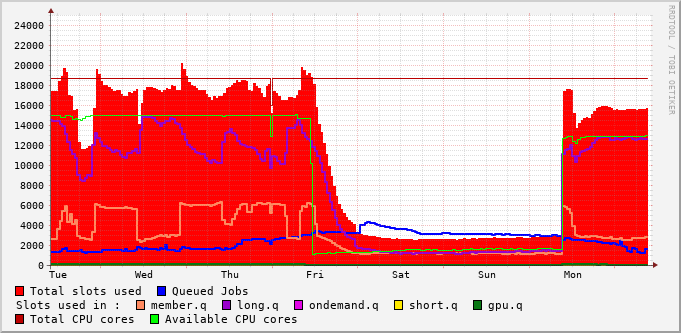 24000
22000
20000
18000
16000
14000
12000
10000
8000
6000
4000
2000
0
Tue Wed Thu Fri Sat Sun Mon
Total slots used Queued Jobs
Slots used in : member.q long.q ondemand.q short.q gpu.q
Total CPU cores Available CPU cores
RRDTOOL / TOBI OETIKER